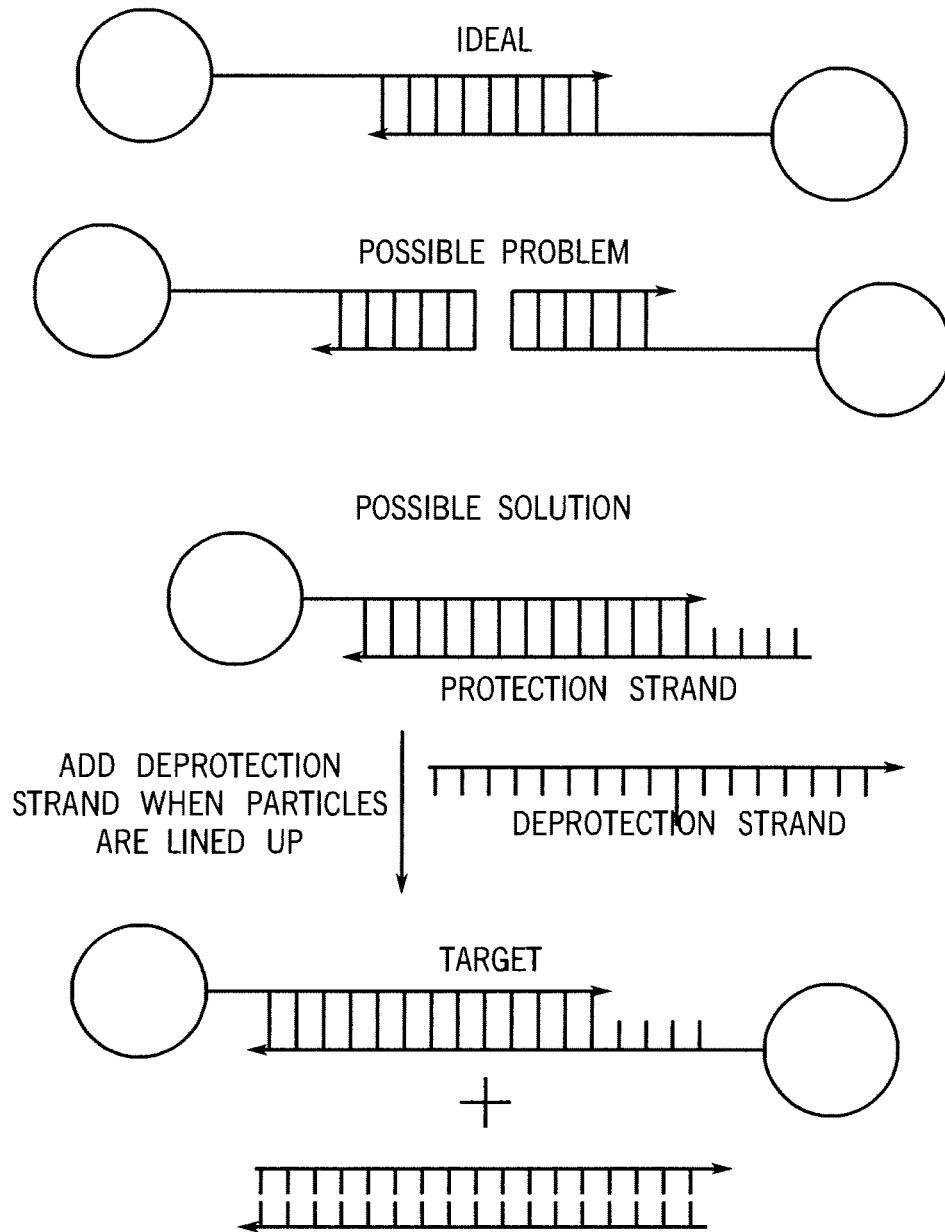 IDEAL
POSSIBLE PROBLEM
POSSIBLE SOLUTION
PROTECTION STRAND
ADD DEPROTECTION
STRAND WHEN PARTICLES
ARE LINED UP
DEPROTECTION STRAND
TARGET